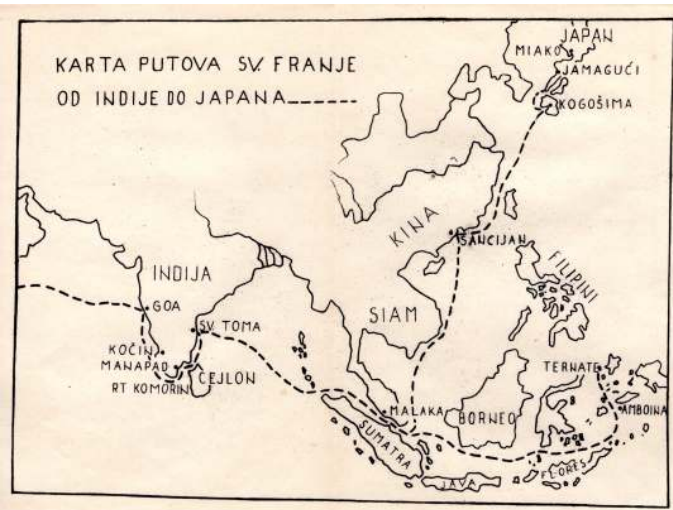 KARTA PUTOVA SV. FRANJE
OD INDIJE DO JAPANA
JAPAN
MIAKO
JAMAGUĆI
KOGOŠIMA
KINA
SANCIJAN
INDIJA
GOA
SV. TOMA
SIAM
FILIPINI
KOČIN
MANAPAD
RT KOMORIN
CEJLON
TERNATE
MALAKA
BORNEO
AMBOINA
SUMATRA
FLORES
JAVA